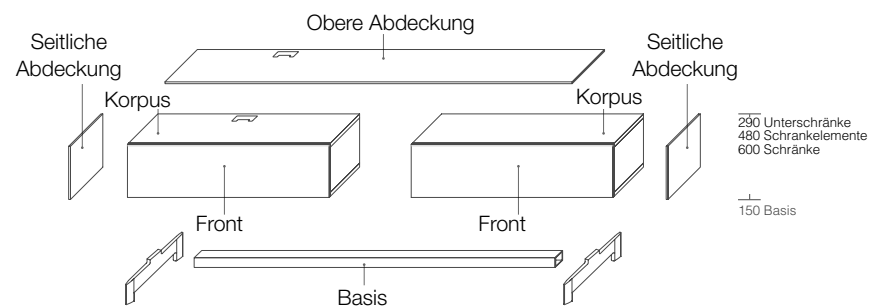 Obere Abdeckung
Seitliche
Abdeckung
Seitliche
Abdeckung
Korpus
Korpus
290 Unterschränke
480 Schrankelemente
600 Schränke
150 Basis
Front
Front
Basis